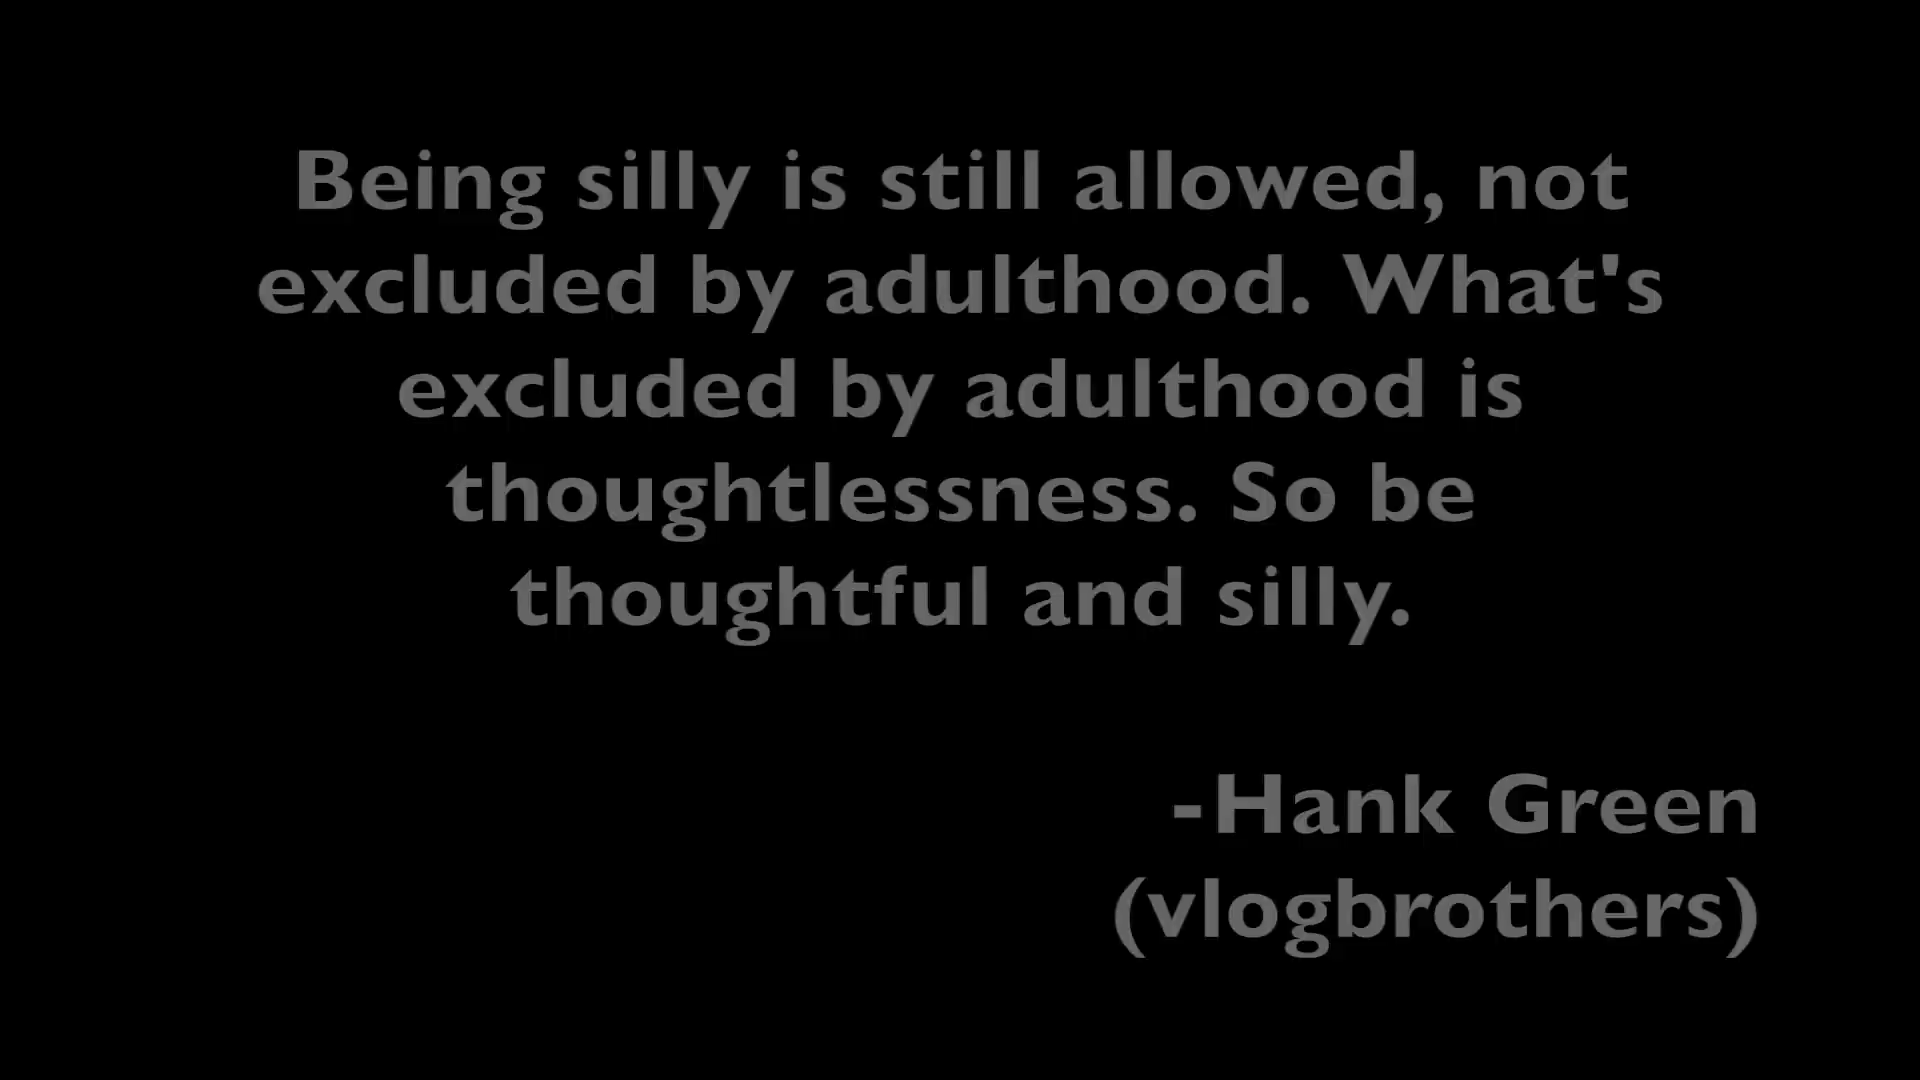 Being silly is still allowed, not
excluded by adulthood. What's
excluded by adulthood is
thoughtlessness. So be
thoughtful and silly.
-Hank Green
(vlogbrothers)